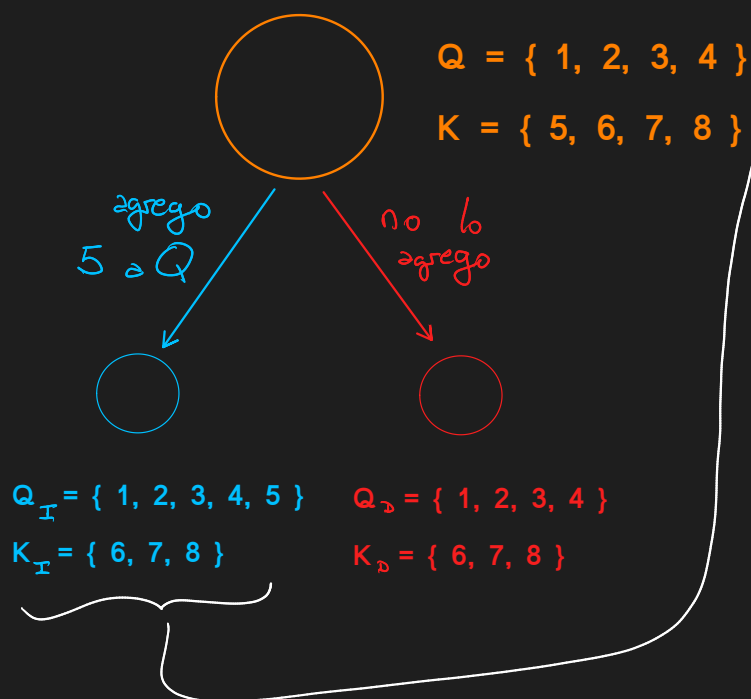 Q = { 1, 2, 3, 4 }
K = { 5, 6, 7, 8 }
agrego
5 a Q
no lo
agrego
Q_I = { 1, 2, 3, 4, 5 }
K_I = { 6, 7, 8 }
Q_D = { 1, 2, 3, 4 }
K_D = { 6, 7, 8 }